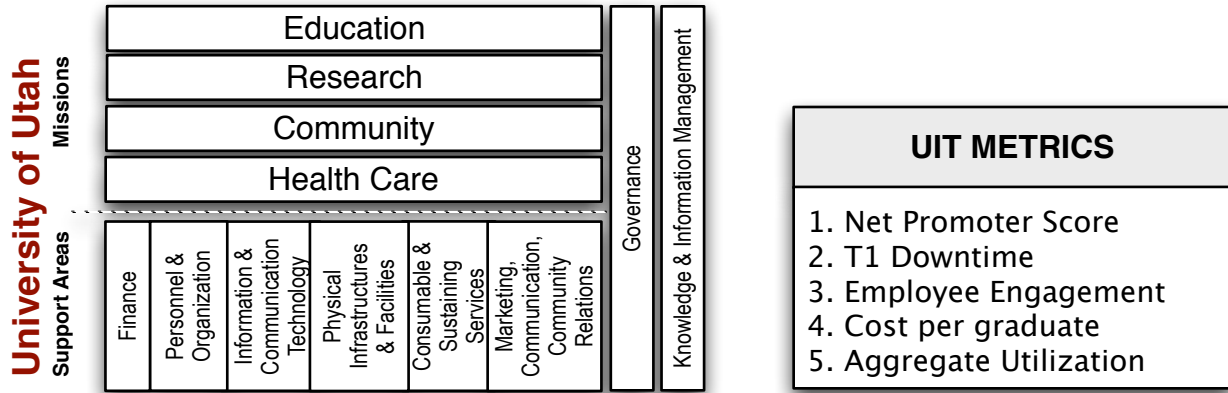 University of Utah
Missions
Education
Research
Community
Health Care
Support Areas
Finance
Personnel &
Organization
Information &
Communication
Technology
Physical
Infrastructures
& Facilities
Consumable &
Sustaining
Services
Marketing,
Communication,
Community
Relations
Governance
Knowledge & Information Management
UIT METRICS
1. Net Promoter Score
2. T1 Downtime
3. Employee Engagement
4. Cost per graduate
5. Aggregate Utilization